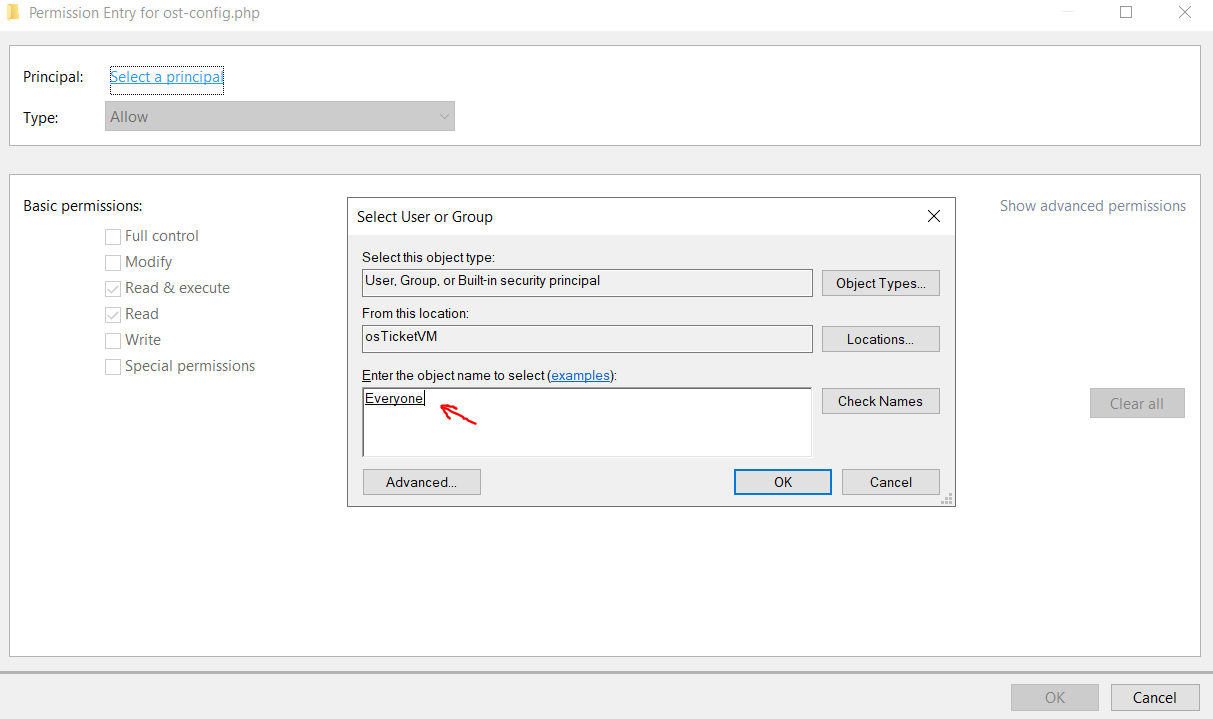 Permission Entry for ost-config.php
Principal: Select a principal
Type: Allow
Basic permissions:
Show advanced permissions
Full control
Modify
Read & execute
Read
Write
Special permissions
Select User or Group
Select this object type:
User, Group, or Built-in security principal
Object Types...
From this location:
osTicketVM
Locations...
Enter the object name to select (examples):
Everyone
Check Names
Advanced...
OK
Cancel
Clear all
OK
Cancel